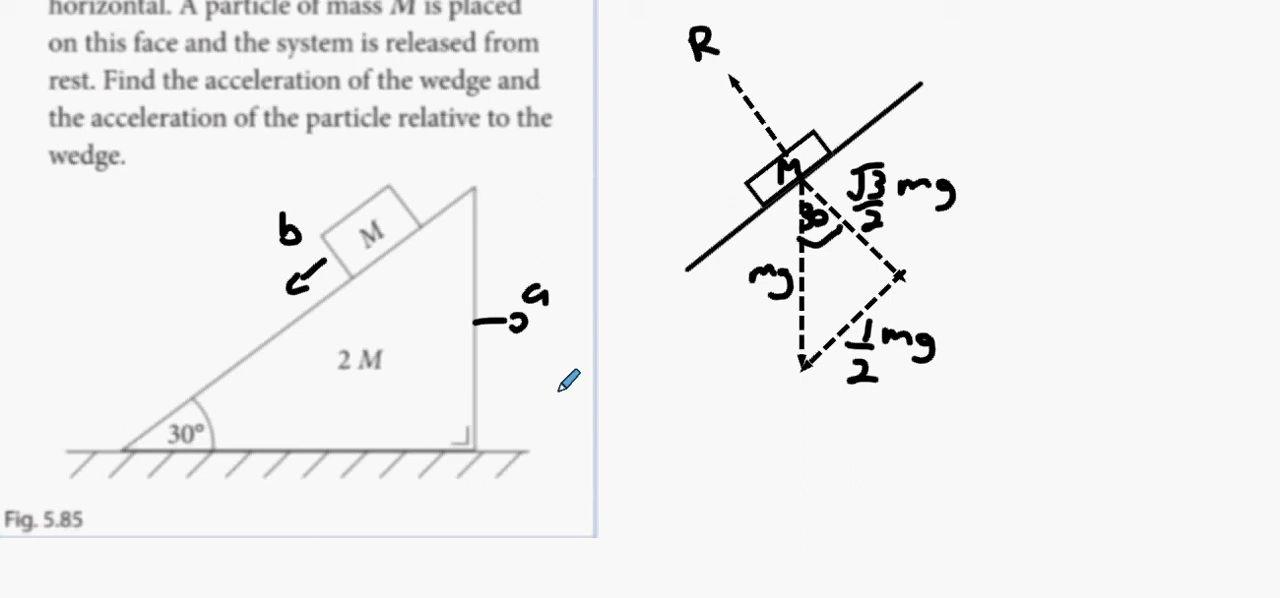 horizontal. A particle of mass M is placed
on this face and the system is released from
rest. Find the acceleration of the wedge and
the acceleration of the particle relative to the
wedge.
b
M
a
2 M
30°
Fig. 5.85
R
M
30
√3/2 mg
mg
1/2 mg